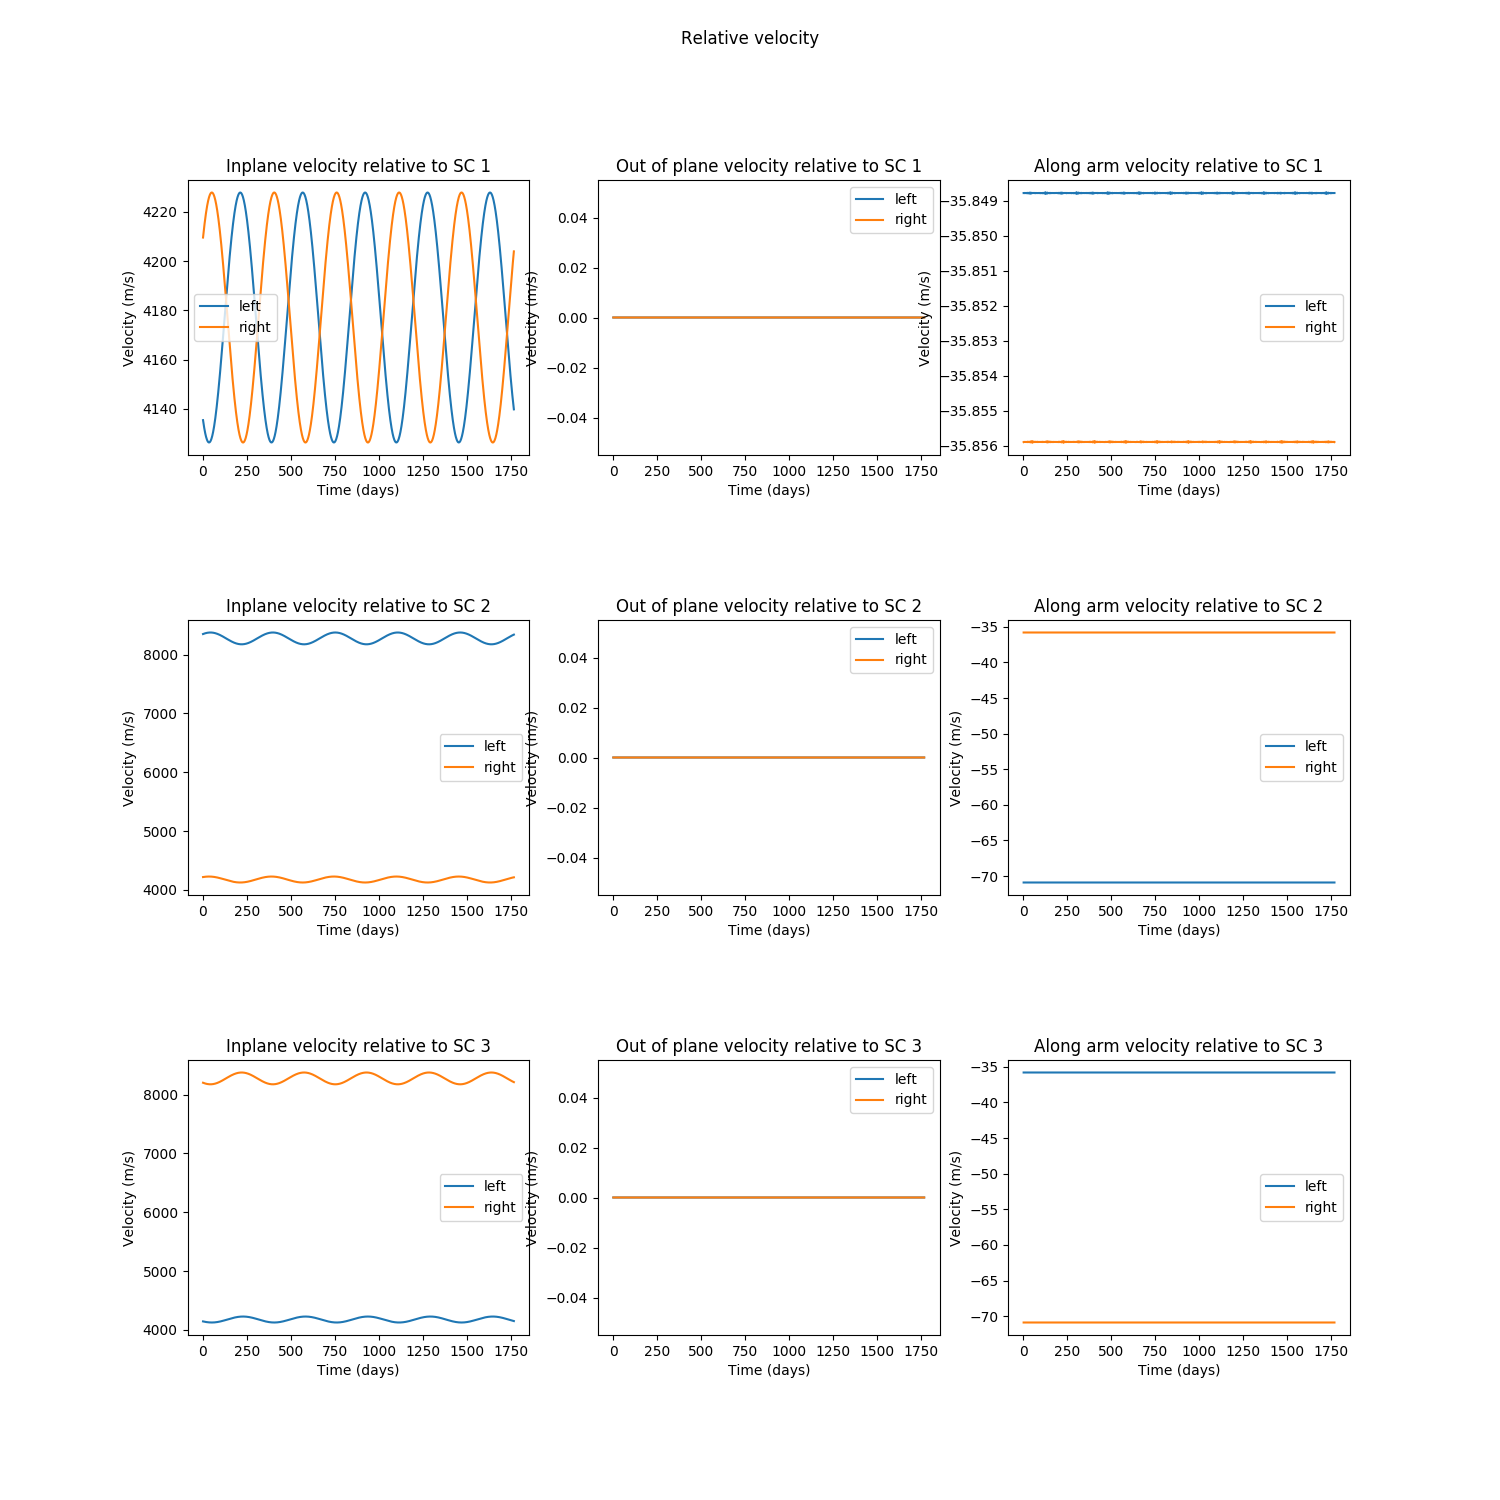 Relative velocity
Inplane velocity relative to SC 1
4220
4200
4180
4160
4140
Velocity (m/s)
left
right
0 250 500 750 1000 1250 1500 1750
Time (days)
Out of plane velocity relative to SC 1
0.04
0.02
0.00
−0.02
−0.04
Velocity (m/s)
left
right
0 250 500 750 1000 1250 1500 1750
Time (days)
Along arm velocity relative to SC 1
−35.849
−35.850
−35.851
−35.852
−35.853
−35.854
−35.855
−35.856
Velocity (m/s)
left
right
0 250 500 750 1000 1250 1500 1750
Time (days)
Inplane velocity relative to SC 2
8000
7000
6000
5000
4000
Velocity (m/s)
left
right
0 250 500 750 1000 1250 1500 1750
Time (days)
Out of plane velocity relative to SC 2
0.04
0.02
0.00
−0.02
−0.04
Velocity (m/s)
left
right
0 250 500 750 1000 1250 1500 1750
Time (days)
Along arm velocity relative to SC 2
−35
−40
−45
−50
−55
−60
−65
−70
Velocity (m/s)
left
right
0 250 500 750 1000 1250 1500 1750
Time (days)
Inplane velocity relative to SC 3
8000
7000
6000
5000
4000
Velocity (m/s)
left
right
0 250 500 750 1000 1250 1500 1750
Time (days)
Out of plane velocity relative to SC 3
0.04
0.02
0.00
−0.02
−0.04
Velocity (m/s)
left
right
0 250 500 750 1000 1250 1500 1750
Time (days)
Along arm velocity relative to SC 3
−35
−40
−45
−50
−55
−60
−65
−70
Velocity (m/s)
left
right
0 250 500 750 1000 1250 1500 1750
Time (days)